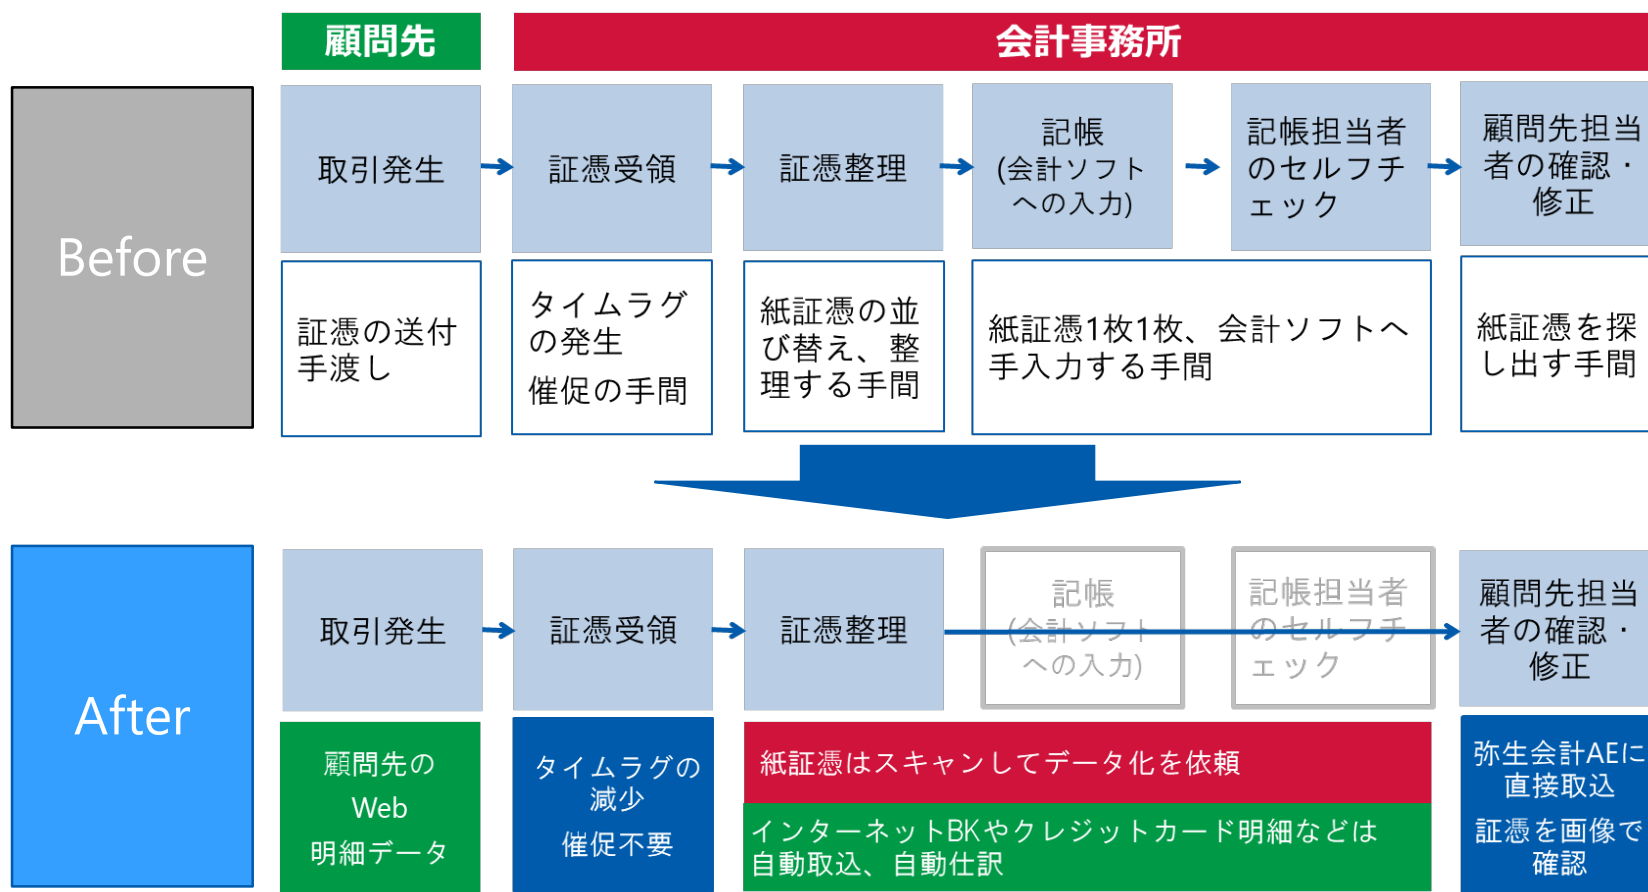 顧問先
会計事務所
Before
取引発生
証憑受領
証憑整理
記帳
(会計ソフト
への入力)
記帳担当者
のセルフチ
ェック
顧問先担当
者の確認・
修正
証憑の送付
手渡し
タイムラグ
の発生
催促の手間
紙証憑の並
び替え、整
理する手間
紙証憑1枚1枚、会計ソフトへ
手入力する手間
紙証憑を探
し出す手間
After
取引発生
証憑受領
証憑整理
記帳
(会計ソフト
への入力)
記帳担当者
のセルフチ
ェック
顧問先担当
者の確認・
修正
顧問先の
Web
明細データ
タイムラグの
減少
催促不要
紙証憑はスキャンしてデータ化を依頼
インターネットBKやクレジットカード明細などは
自動取込、自動仕訳
弥生会計AEに
直接取込
証憑を画像で
確認